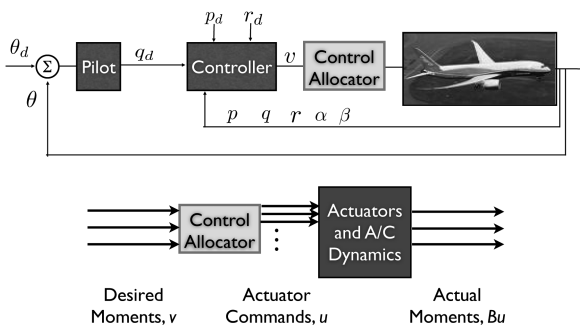 p_d r_d
θ_d Σ Pilot q_d Controller v Control
Allocator
θ p q r α β
Control
Allocator
Actuators
and A/C
Dynamics
Desired
Moments, v
Actuator
Commands, u
Actual
Moments, Bu